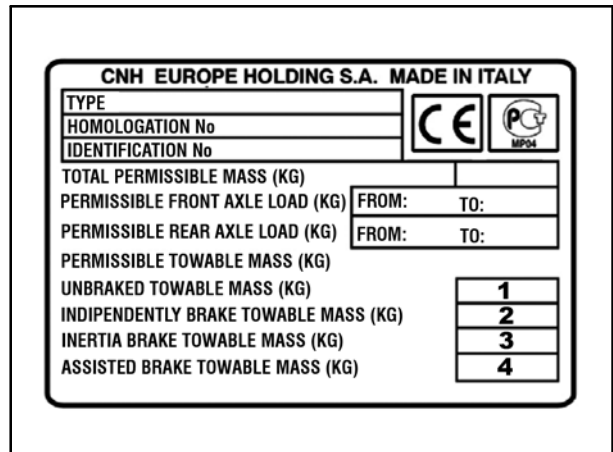 CNH EUROPE HOLDING S.A. MADE IN ITALY
TYPE
HOMOLOGATION No
IDENTIFICATION No
CE
PCT
MP04
TOTAL PERMISSIBLE MASS (KG)
PERMISSIBLE FRONT AXLE LOAD (KG) FROM: TO:
PERMISSIBLE REAR AXLE LOAD (KG) FROM: TO:
PERMISSIBLE TOWABLE MASS (KG)
UNBRAKED TOWABLE MASS (KG) 1
INDIPENDENTLY BRAKE TOWABLE MASS (KG) 2
INERTIA BRAKE TOWABLE MASS (KG) 3
ASSISTED BRAKE TOWABLE MASS (KG) 4